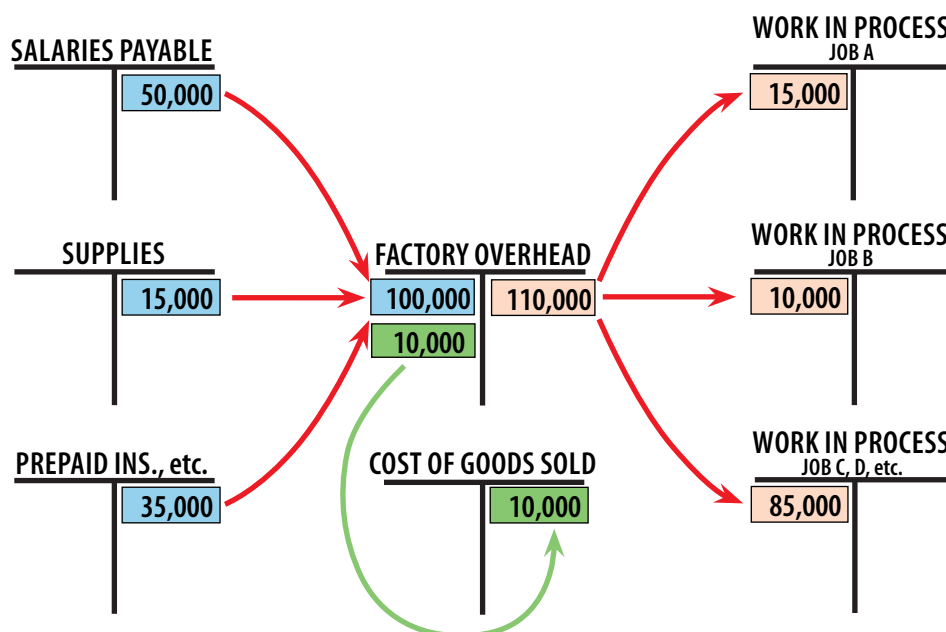 SALARIES PAYABLE
50,000
SUPPLIES
15,000
PREPAID INS., etc.
35,000
FACTORY OVERHEAD
100,000
110,000
10,000
COST OF GOODS SOLD
10,000
WORK IN PROCESS
JOB A
15,000
WORK IN PROCESS
JOB B
10,000
WORK IN PROCESS
JOB C, D, etc.
85,000